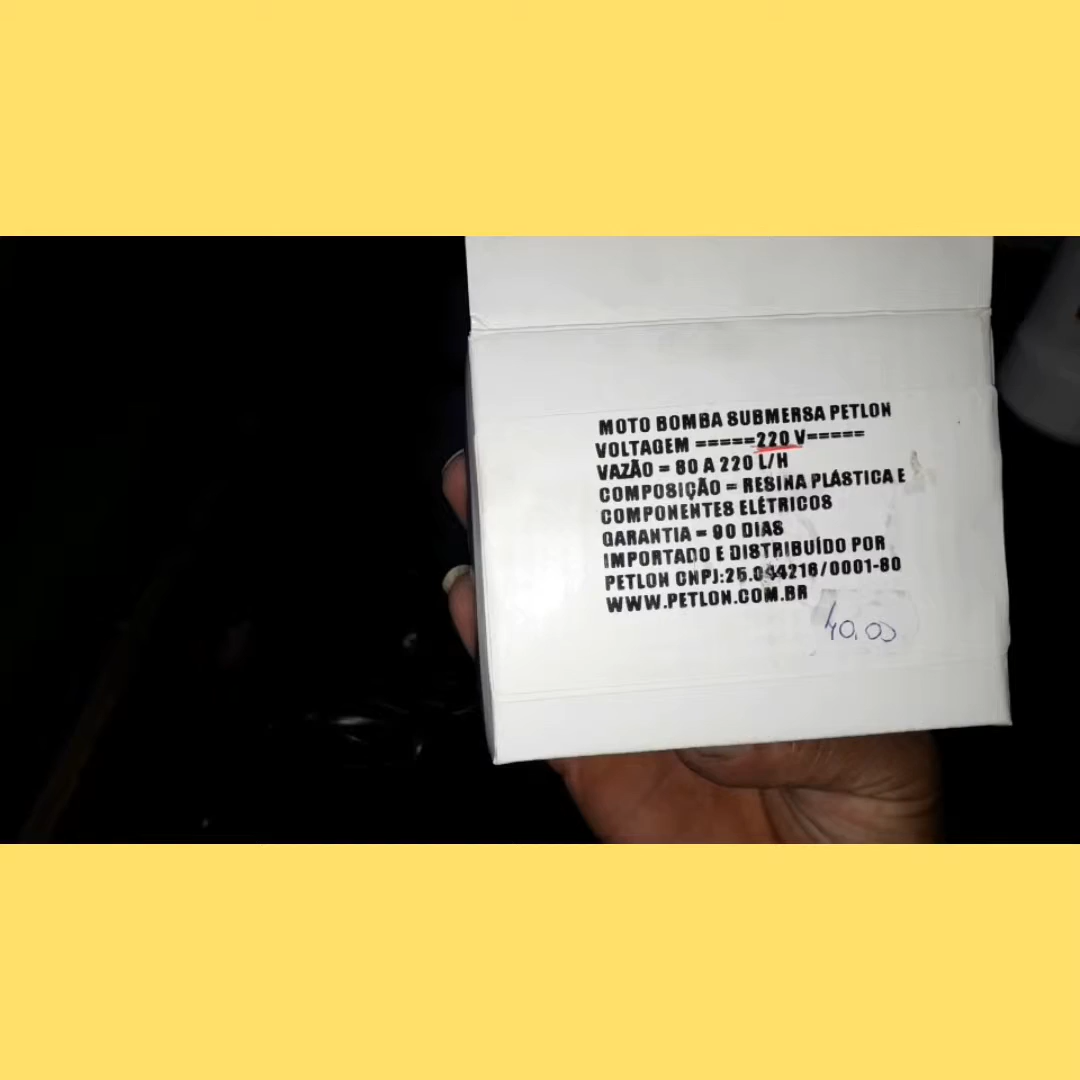 MOTO BOMBA SUBMERSA PETLON
VOLTAGEM =====220 V=====
VAZÃO = 80 A 220 L/H
COMPOSIÇÃO = RESINA PLÁSTICA E
COMPONENTES ELÉTRICOS
GARANTIA = 90 DIAS
IMPORTADO E DISTRIBUÍDO POR
PETLON CNPJ:25.044216/0001-80
WWW.PETLON.COM.BR
40,00